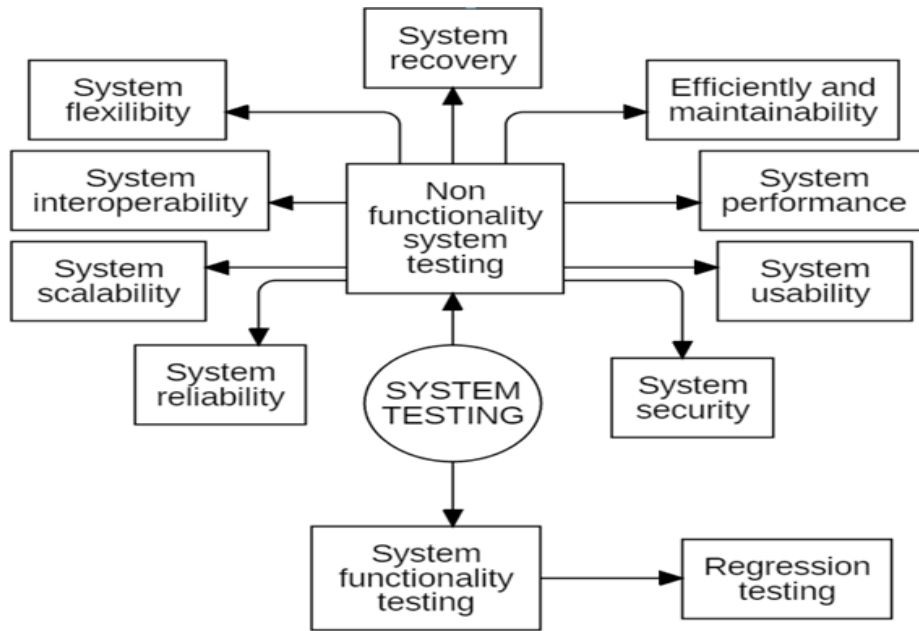 System
recovery
System
flexilibity
Efficiently and
maintainability
System
interoperability
Non
functionality
system
testing
System
performance
System
scalability
System
usability
System
reliability
SYSTEM
TESTING
System
security
System
functionality
testing
Regression
testing